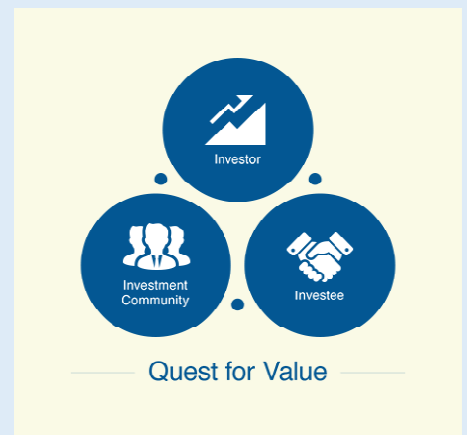 Investor
Investment
Community
Investee
Quest for Value